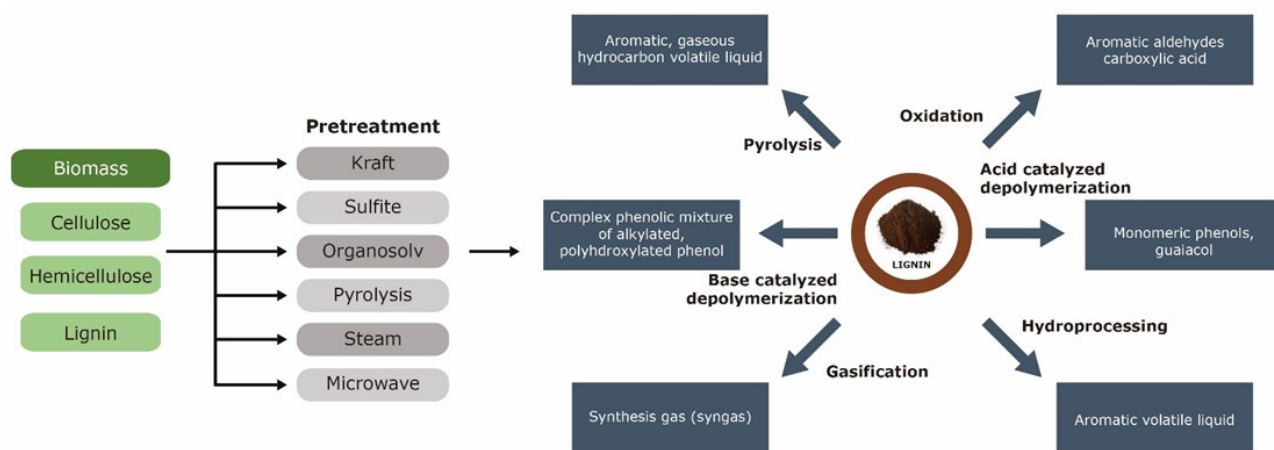 Pretreatment
Biomass
Cellulose
Hemicellulose
Lignin
Kraft
Sulfite
Organosolv
Pyrolysis
Steam
Microwave
Aromatic, gaseous
hydrocarbon volatile liquid
Pyrolysis
Oxidation
Aromatic aldehydes
carboxylic acid
Complex phenolic mixture
of alkylated,
polyhdroxylated phenol
Base catalyzed
depolymerization
LIGNIN
Acid catalyzed
depolymerization
Monomeric phenols,
guaiacol
Gasification
Synthesis gas (syngas)
Hydroprocessing
Aromatic volatile liquid